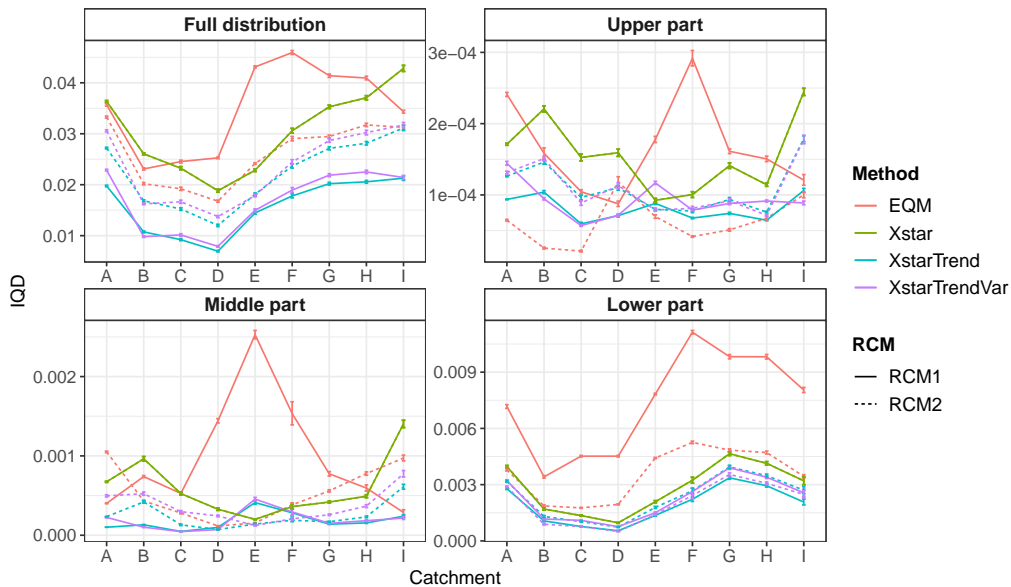 Full distribution
Upper part
0.04
0.03
0.02
0.01
3e−04
2e−04
1e−04
A B C D E F G H I
A B C D E F G H I
Middle part
Lower part
0.002
0.001
0.000
0.009
0.006
0.003
0.000
A B C D E F G H I
A B C D E F G H I
IQD
Catchment
Method
EQM
Xstar
XstarTrend
XstarTrendVar
RCM
RCM1
RCM2